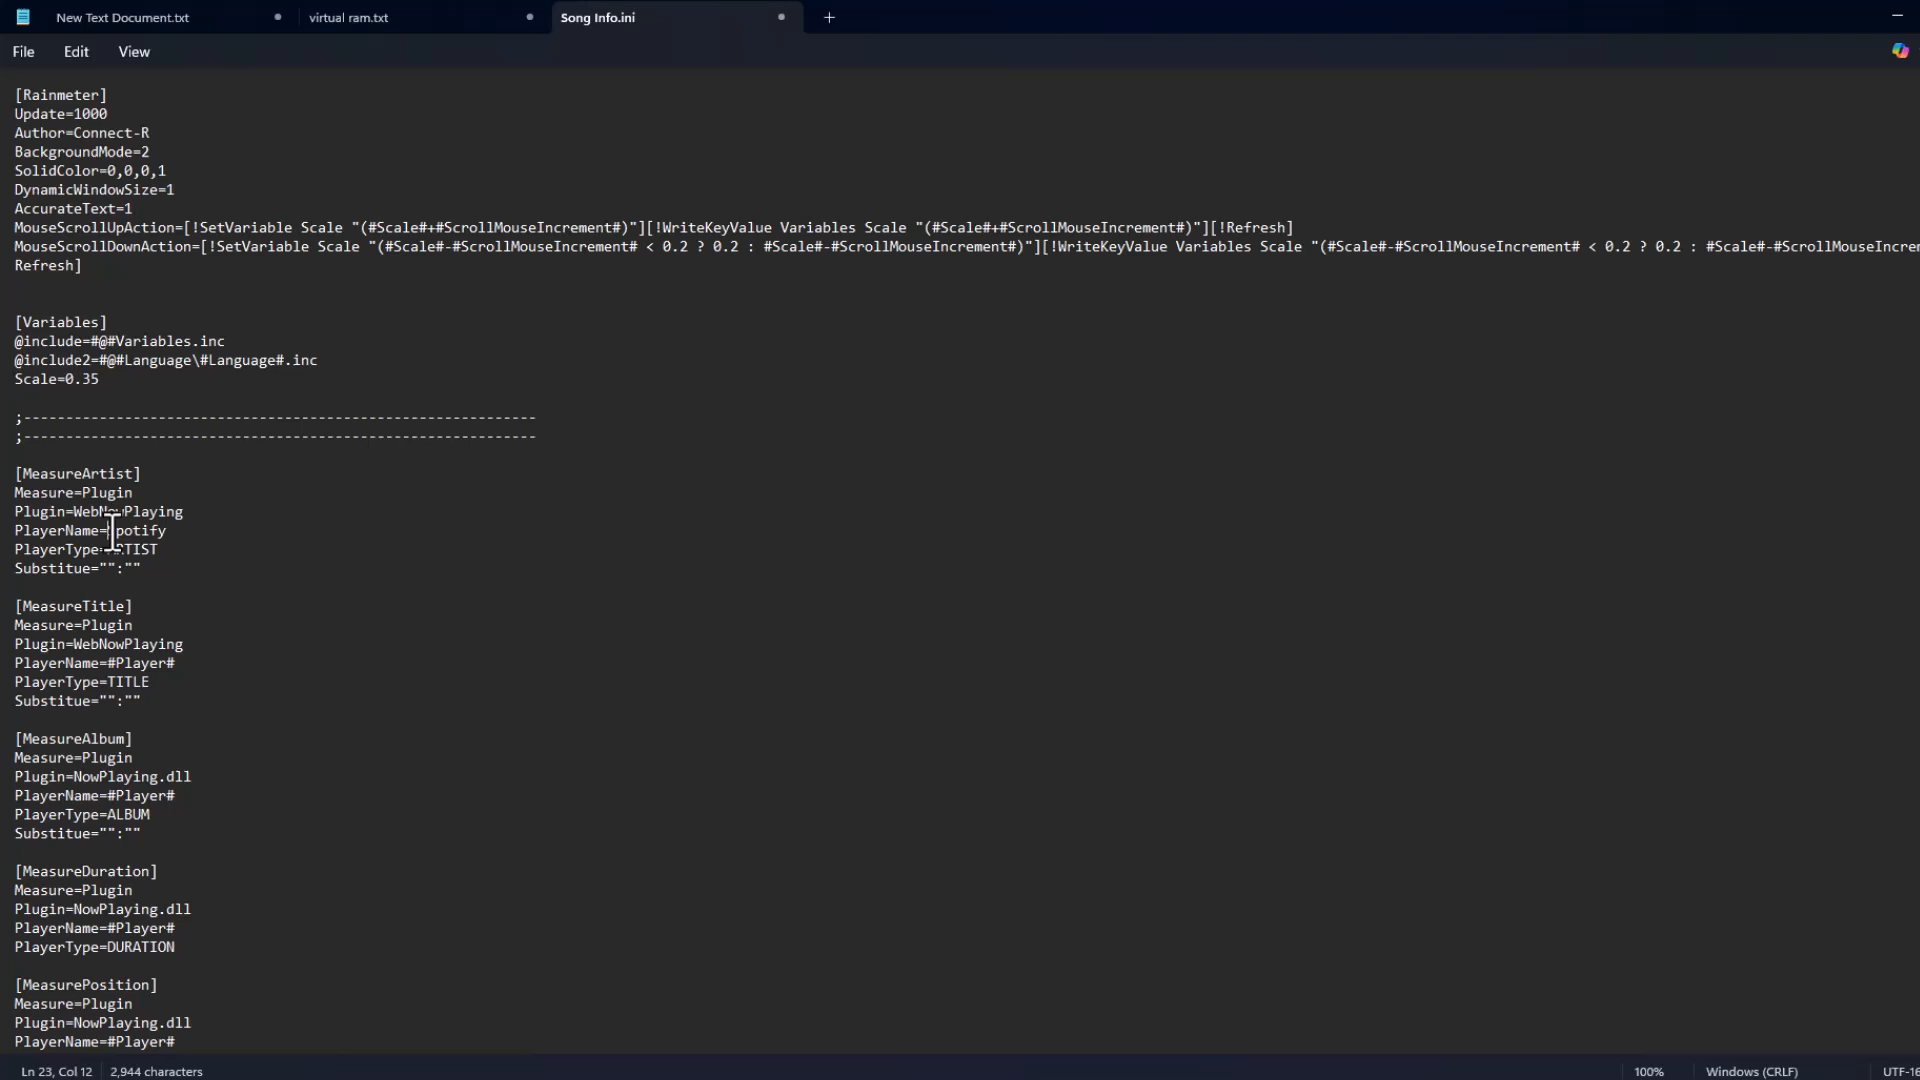 New Text Document.txt
virtual ram.txt
Song Info.ini
File
Edit
View
[Rainmeter]
Update=1000
Author=Connect-R
BackgroundMode=2
SolidColor=0,0,0,1
DynamicWindowSize=1
AccurateText=1
MouseScrollUpAction=[!SetVariable Scale "(#Scale#+#ScrollMouseIncrement#)"][!WriteKeyValue Variables Scale "(#Scale#+#ScrollMouseIncrement#)"][!Refresh]
MouseScrollDownAction=[!SetVariable Scale "(#Scale#-#ScrollMouseIncrement# < 0.2 ? 0.2 : #Scale#-#ScrollMouseIncrement#)"][!WriteKeyValue Variables Scale "(#Scale#-#ScrollMouseIncrement# < 0.2 ? 0.2 : #Scale#-#ScrollMouseIncre
Refresh]
[Variables]
@include=#@#Variables.inc
@include2=#@#Language\#Language#.inc
Scale=0.35
;-------------------------------------------------------------
;-------------------------------------------------------------
[MeasureArtist]
Measure=Plugin
Plugin=WebNowPlaying
PlayerName=Spotify
PlayerType=ARTIST
Substitue="":""
[MeasureTitle]
Measure=Plugin
Plugin=WebNowPlaying
PlayerName=#Player#
PlayerType=TITLE
Substitue="":""
[MeasureAlbum]
Measure=Plugin
Plugin=NowPlaying.dll
PlayerName=#Player#
PlayerType=ALBUM
Substitue="":""
[MeasureDuration]
Measure=Plugin
Plugin=NowPlaying.dll
PlayerName=#Player#
PlayerType=DURATION
[MeasurePosition]
Measure=Plugin
Plugin=NowPlaying.dll
PlayerName=#Player#
Ln 23, Col 12
2,944 characters
100%
Windows (CRLF)
UTF-16